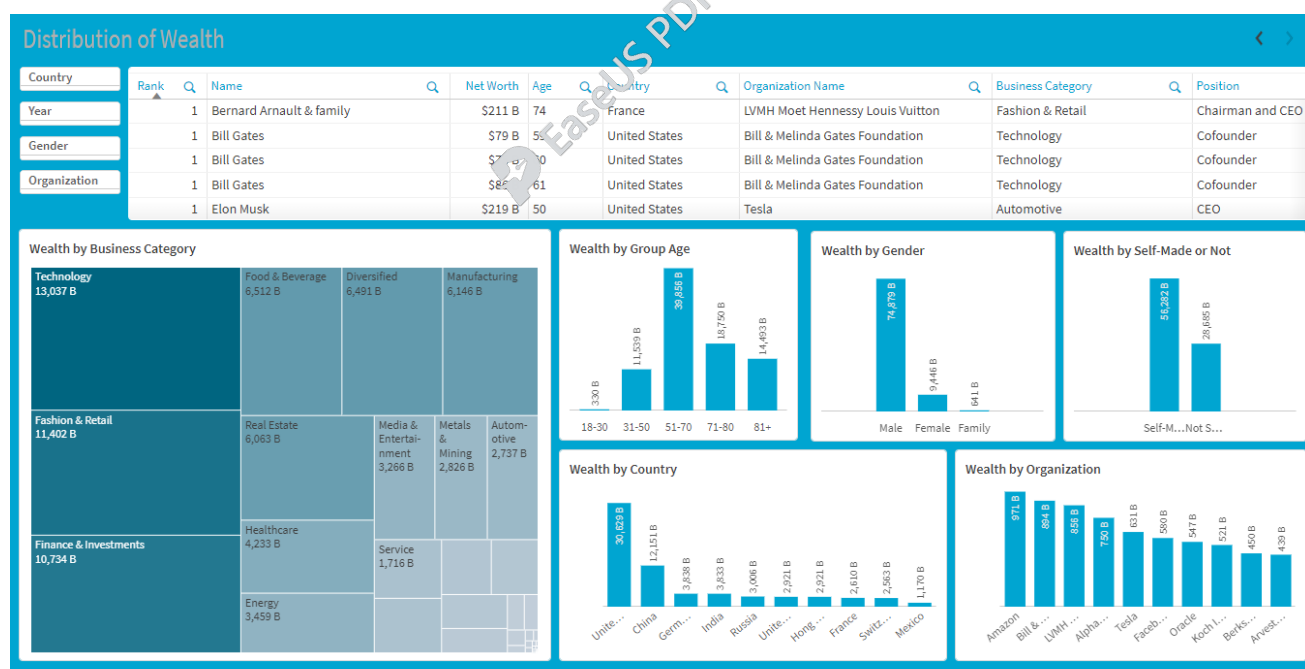 Distribution of Wealth
EaseUS PDF
Country
Year
Gender
Organization
Rank Name Net Worth Age Country Organization Name Business Category Position
1 Bernard Arnault & family $211 B 74 France LVMH Moet Hennessy Louis Vuitton Fashion & Retail Chairman and CEO
1 Bill Gates $79 B United States Bill & Melinda Gates Foundation Technology Cofounder
1 Bill Gates United States Bill & Melinda Gates Foundation Technology Cofounder
1 Bill Gates 61 United States Bill & Melinda Gates Foundation Technology Cofounder
1 Elon Musk $219 B 50 United States Tesla Automotive CEO
Wealth by Business Category
Technology
13,037 B
Fashion & Retail
11,402 B
Finance & Investments
10,734 B
Food & Beverage
6,512 B
Diversified
6,491 B
Manufacturing
6,146 B
Real Estate
6,063 B
Media &
Entertai-
nment
3,266 B
Metals
&
Mining
2,826 B
Autom-
otive
2,737 B
Healthcare
4,233 B
Service
1,716 B
Energy
3,459 B
Wealth by Group Age
330 B
11,539 B
39,856 B
18,750 B
14,493 B
18-30 31-50 51-70 71-80 81+
Wealth by Gender
74,879 B
9,446 B
641 B
Male Female Family
Wealth by Self-Made or Not
56,282 B
28,685 B
Self-M... Not S...
Wealth by Country
30,629 B
12,151 B
3,838 B
3,833 B
3,006 B
2,921 B
2,921 B
2,610 B
2,563 B
1,170 B
Unite... China Germ... India Russia Unite... Hong ... France Switz... Mexico
Wealth by Organization
971 B
894 B
856 B
750 B
631 B
580 B
547 B
521 B
450 B
439 B
Amazon Bill & ... LVMH ... Alpha... Tesla Faceb... Oracle Koch I... Berks... Arvest...